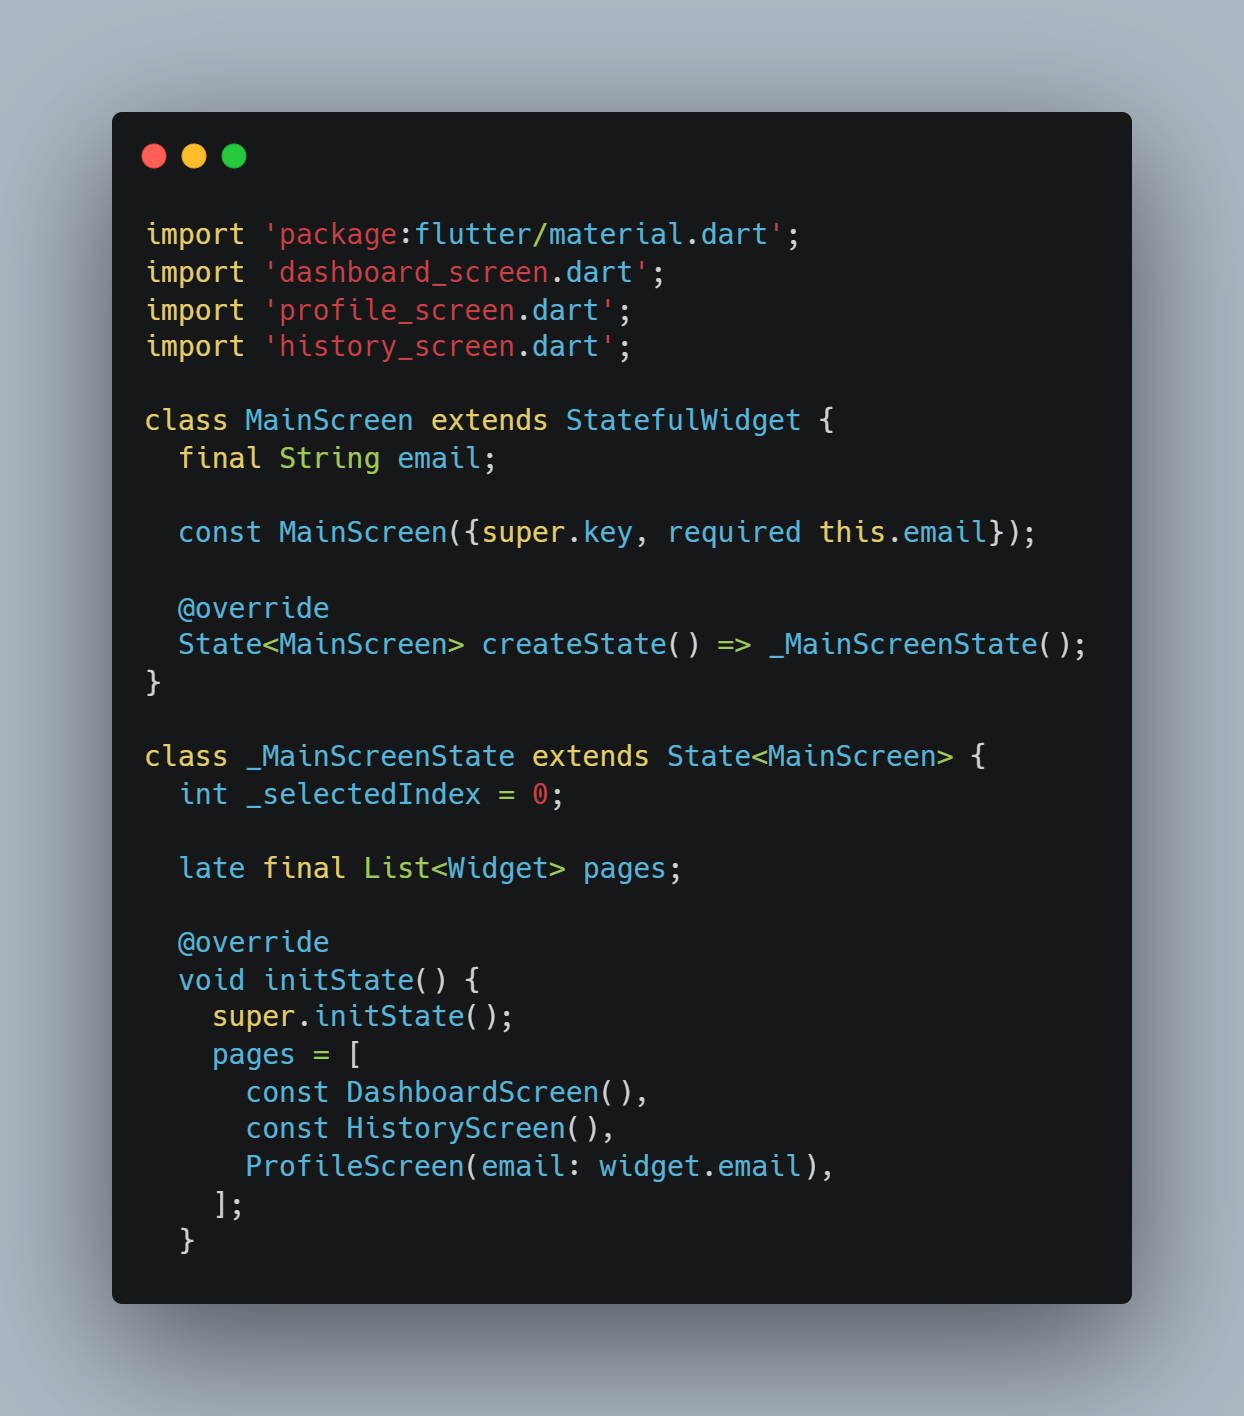 import 'package:flutter/material.dart';
import 'dashboard_screen.dart';
import 'profile_screen.dart';
import 'history_screen.dart';

class MainScreen extends StatefulWidget {
  final String email;

  const MainScreen({super.key, required this.email});

  @override
  State<MainScreen> createState() => _MainScreenState();
}

class _MainScreenState extends State<MainScreen> {
  int _selectedIndex = 0;

  late final List<Widget> pages;

  @override
  void initState() {
    super.initState();
    pages = [
      const DashboardScreen(),
      const HistoryScreen(),
      ProfileScreen(email: widget.email),
    ];
  }